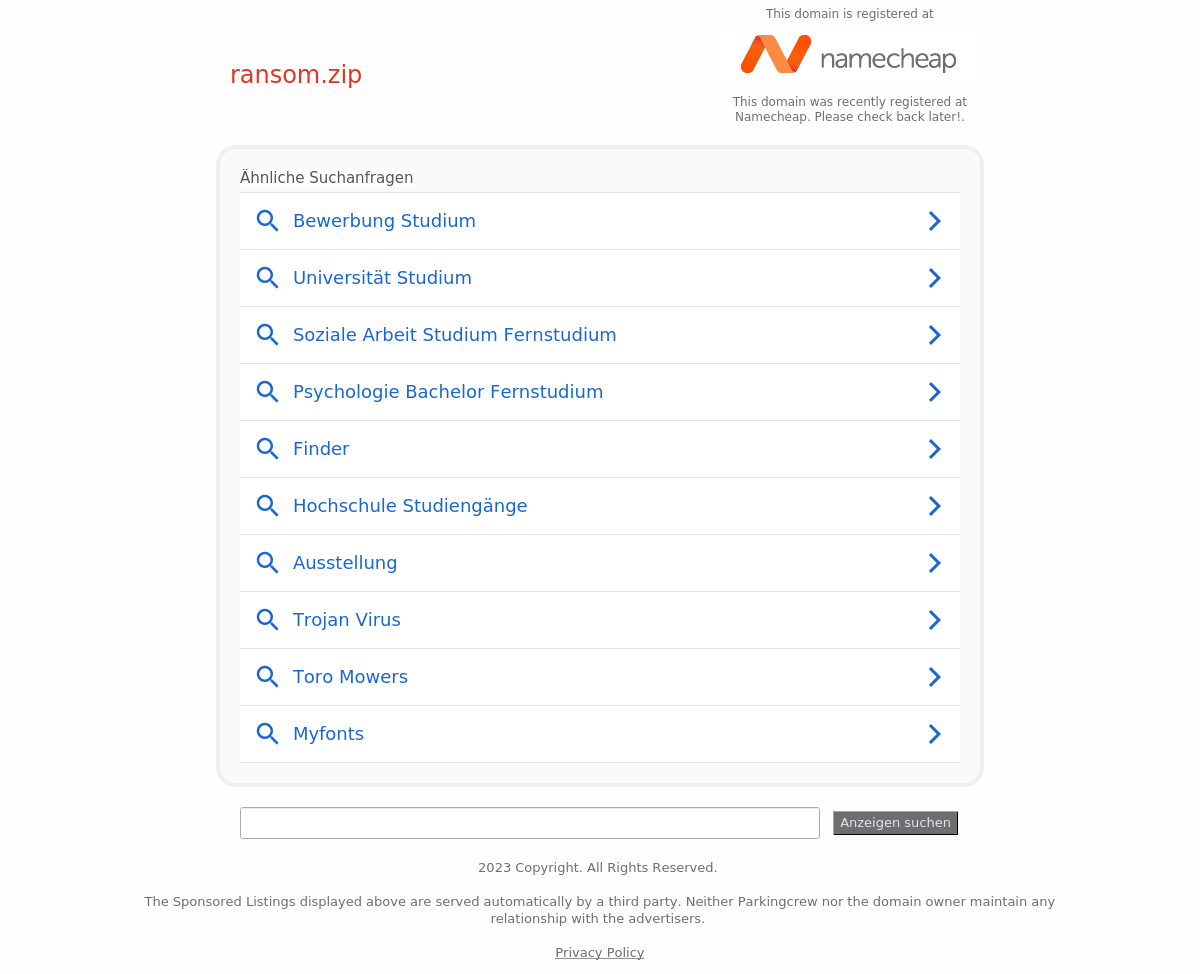 This domain is registered at
namecheap
ransom.zip
This domain was recently registered at
Namecheap. Please check back later!.
Ähnliche Suchanfragen
Bewerbung Studium
Universität Studium
Soziale Arbeit Studium Fernstudium
Psychologie Bachelor Fernstudium
Finder
Hochschule Studiengänge
Ausstellung
Trojan Virus
Toro Mowers
Myfonts
Anzeigen suchen
2023 Copyright. All Rights Reserved.
The Sponsored Listings displayed above are served automatically by a third party. Neither Parkingcrew nor the domain owner maintain any
relationship with the advertisers.
Privacy Policy